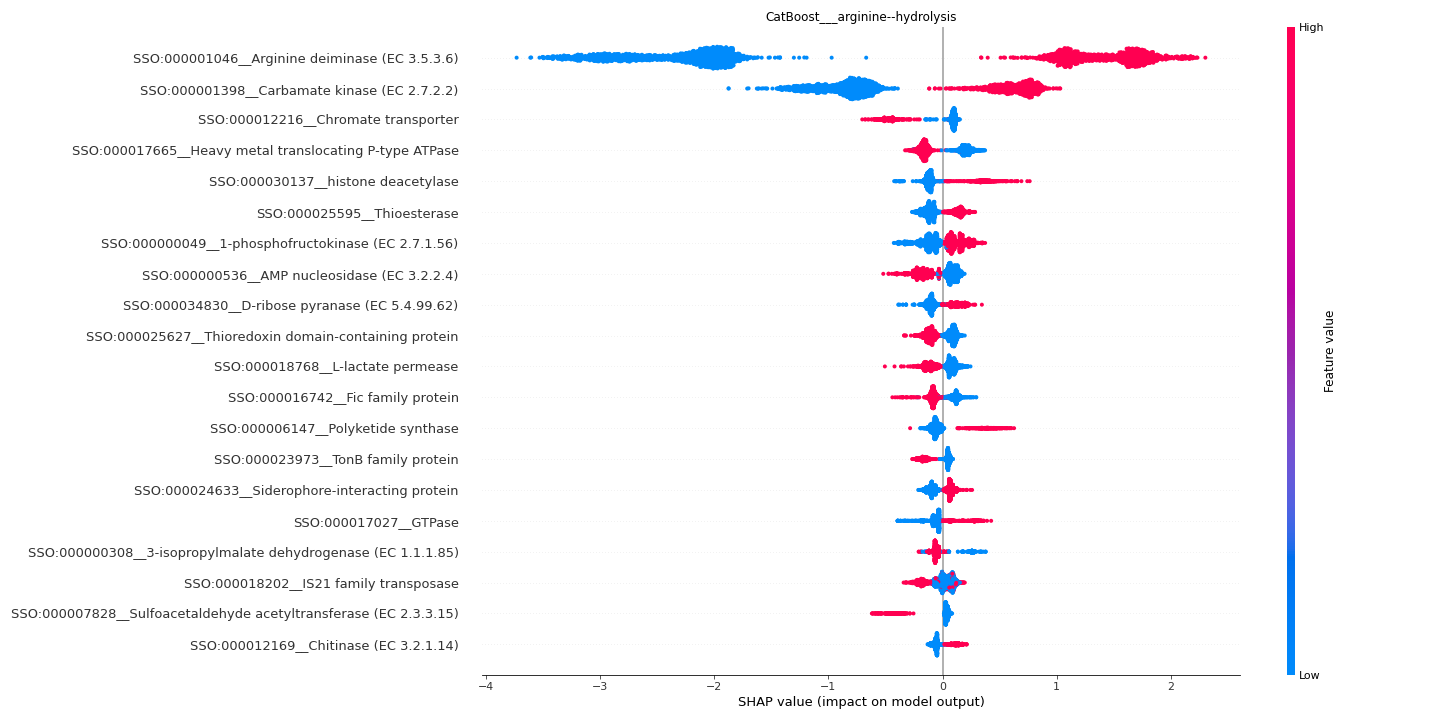 CatBoost___arginine--hydrolysis
High
SSO:000001046__Arginine deiminase (EC 3.5.3.6)
SSO:000001398__Carbamate kinase (EC 2.7.2.2)
SSO:000012216__Chromate transporter
SSO:000017665__Heavy metal translocating P-type ATPase
SSO:000030137__histone deacetylase
SSO:000025595__Thioesterase
SSO:000000049__1-phosphofructokinase (EC 2.7.1.56)
SSO:000000536__AMP nucleosidase (EC 3.2.2.4)
SSO:000034830__D-ribose pyranase (EC 5.4.99.62)
SSO:000025627__Thioredoxin domain-containing protein
SSO:000018768__L-lactate permease
SSO:000016742__Fic family protein
SSO:000006147__Polyketide synthase
SSO:000023973__TonB family protein
SSO:000024633__Siderophore-interacting protein
SSO:000017027__GTPase
SSO:000000308__3-isopropylmalate dehydrogenase (EC 1.1.1.85)
SSO:000018202__IS21 family transposase
SSO:000007828__Sulfoacetaldehyde acetyltransferase (EC 2.3.3.15)
SSO:000012169__Chitinase (EC 3.2.1.14)
Feature value
Low
−4 −3 −2 −1 0 1 2
SHAP value (impact on model output)